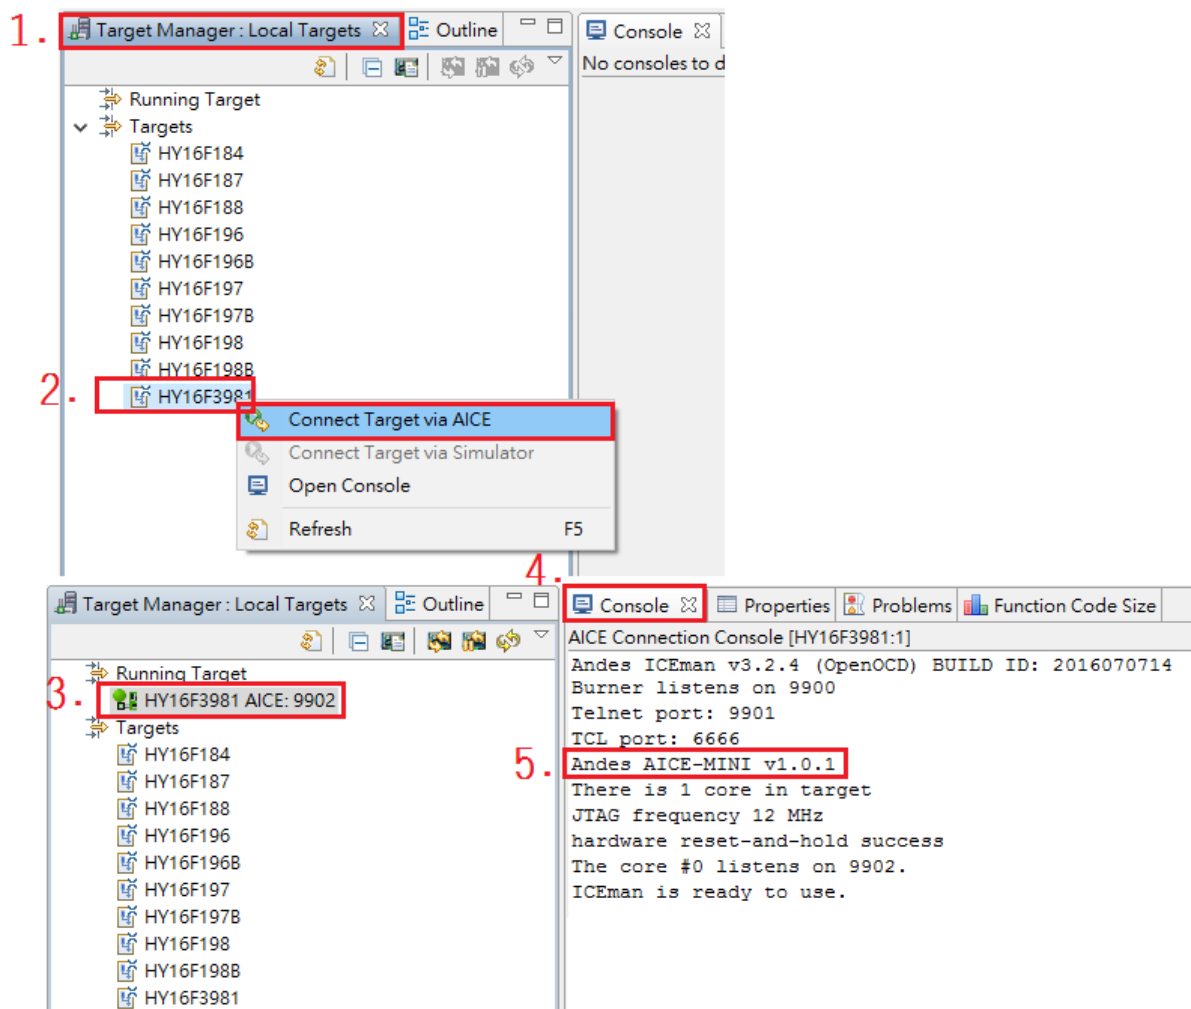 1.
Target Manager : Local Targets
Outline
Console
No consoles to d
Running Target
Targets
HY16F184
HY16F187
HY16F188
HY16F196
HY16F196B
HY16F197
HY16F197B
HY16F198
HY16F198B
2.
HY16F3981
Connect Target via AICE
Connect Target via Simulator
Open Console
Refresh F5
Target Manager : Local Targets
Outline
Running Target
3.
HY16F3981 AICE: 9902
Targets
HY16F184
HY16F187
HY16F188
HY16F196
HY16F196B
HY16F197
HY16F197B
HY16F198
HY16F198B
HY16F3981
4.
Console
Properties
Problems
Function Code Size
AICE Connection Console [HY16F3981:1]
Andes ICEman v3.2.4 (OpenOCD) BUILD ID: 2016070714
Burner listens on 9900
Telnet port: 9901
TCL port: 6666
5.
Andes AICE-MINI v1.0.1
There is 1 core in target
JTAG frequency 12 MHz
hardware reset-and-hold success
The core #0 listens on 9902.
ICEman is ready to use.